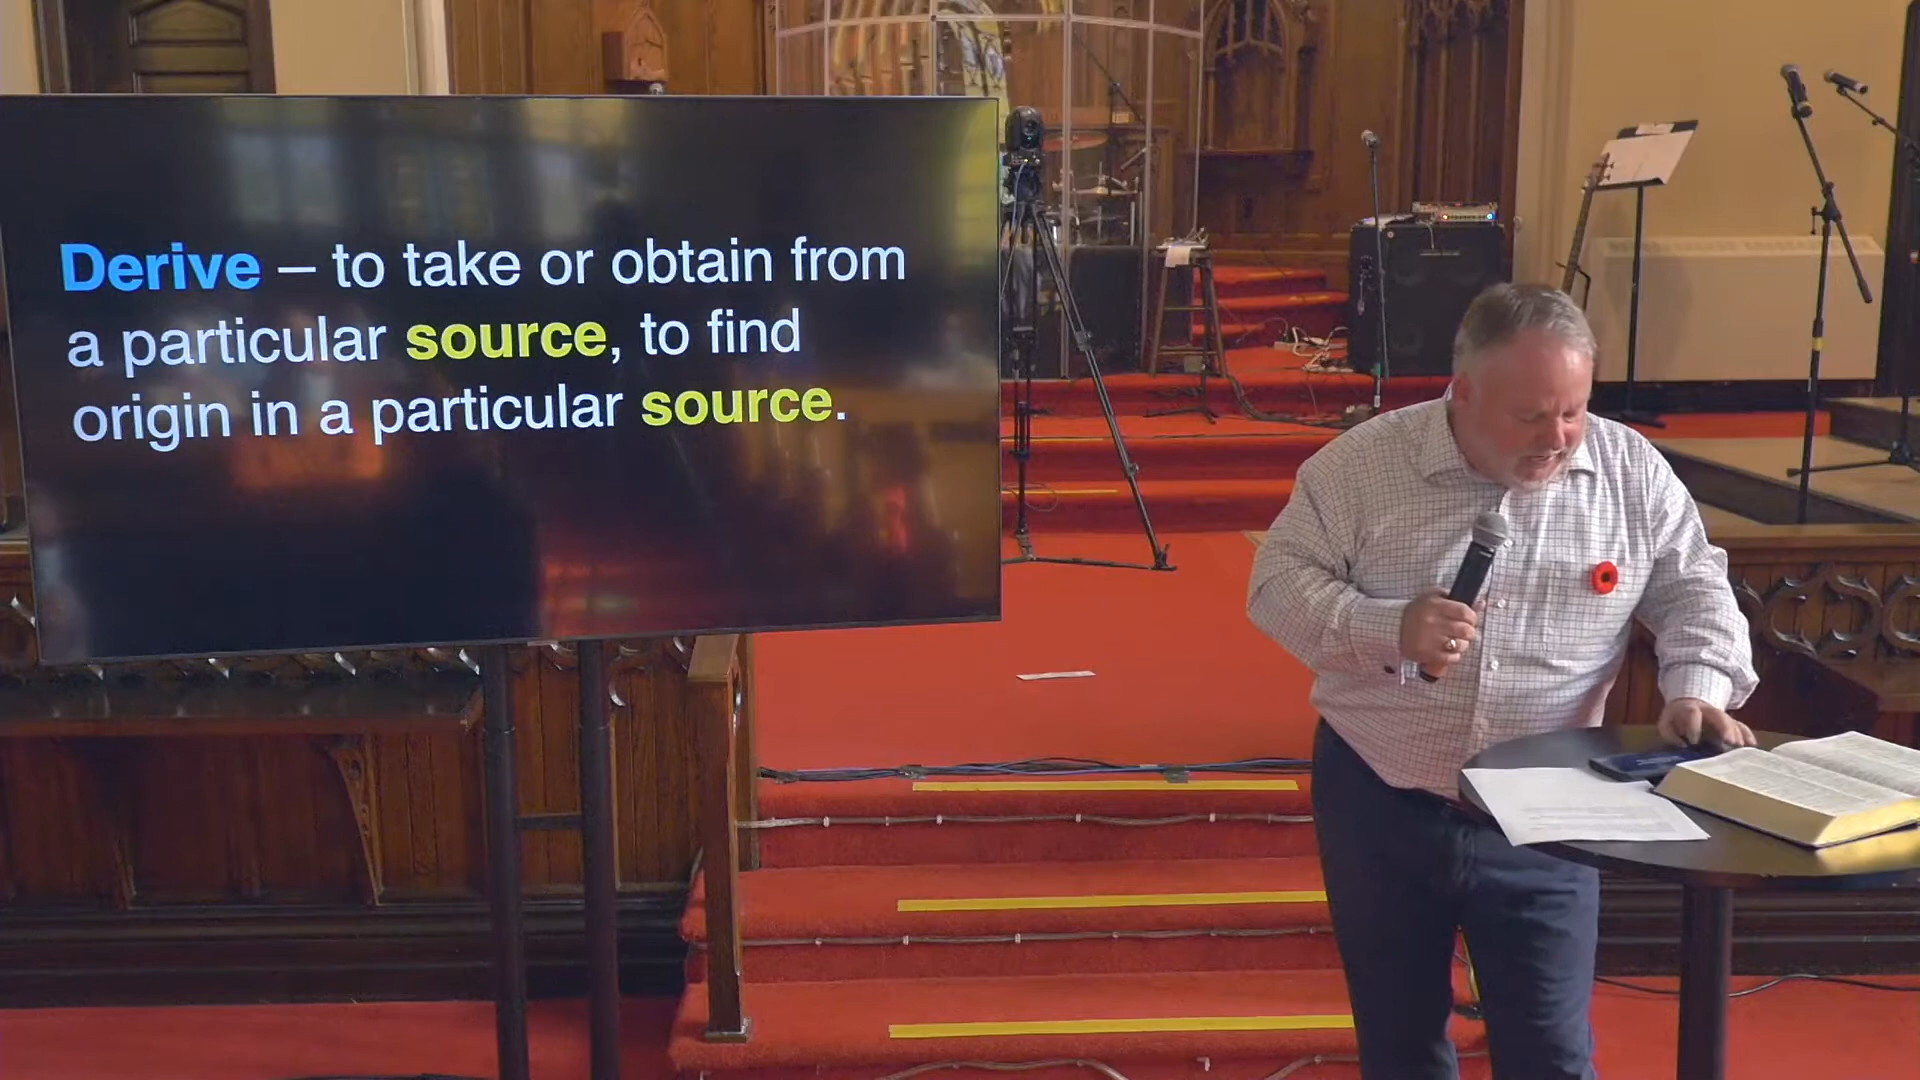 Derive – to take or obtain from
a particular source, to find
origin in a particular source.